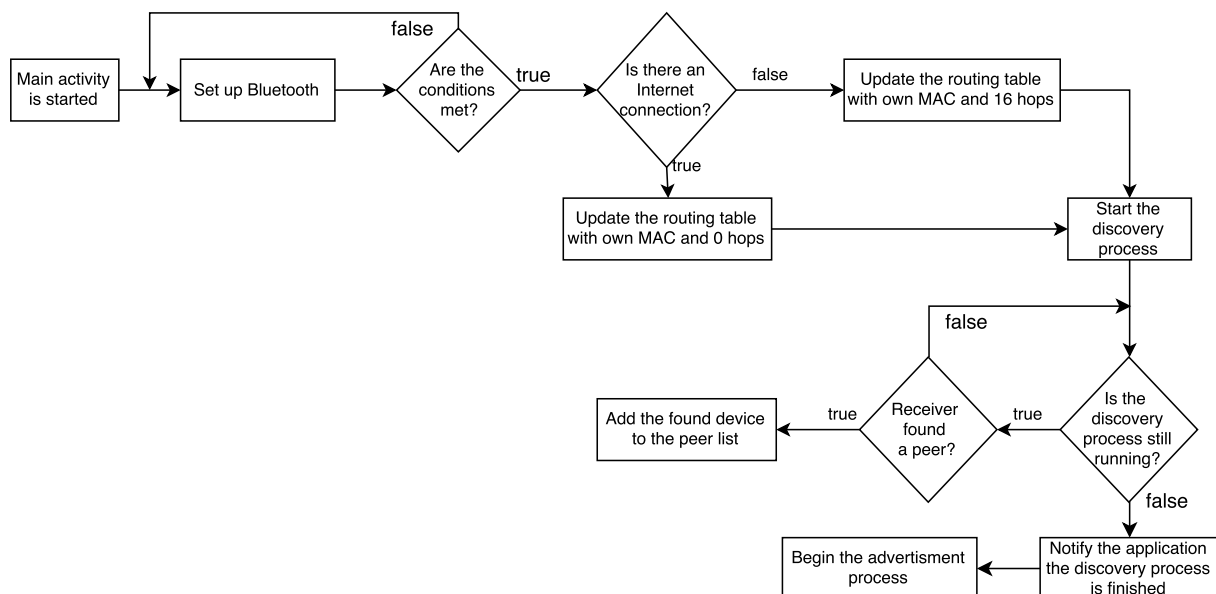 false
Main activity
is started
Set up Bluetooth
Are the
conditions
met?
true
Is there an
Internet
connection?
false
Update the routing table
with own MAC and 16 hops
true
Update the routing table
with own MAC and 0 hops
Start the
discovery
process
false
Add the found device
to the peer list
true
Receiver
found
a peer?
true
Is the
discovery
process still
running?
false
Begin the advertisment
process
Notify the application
the discovery process
is finished